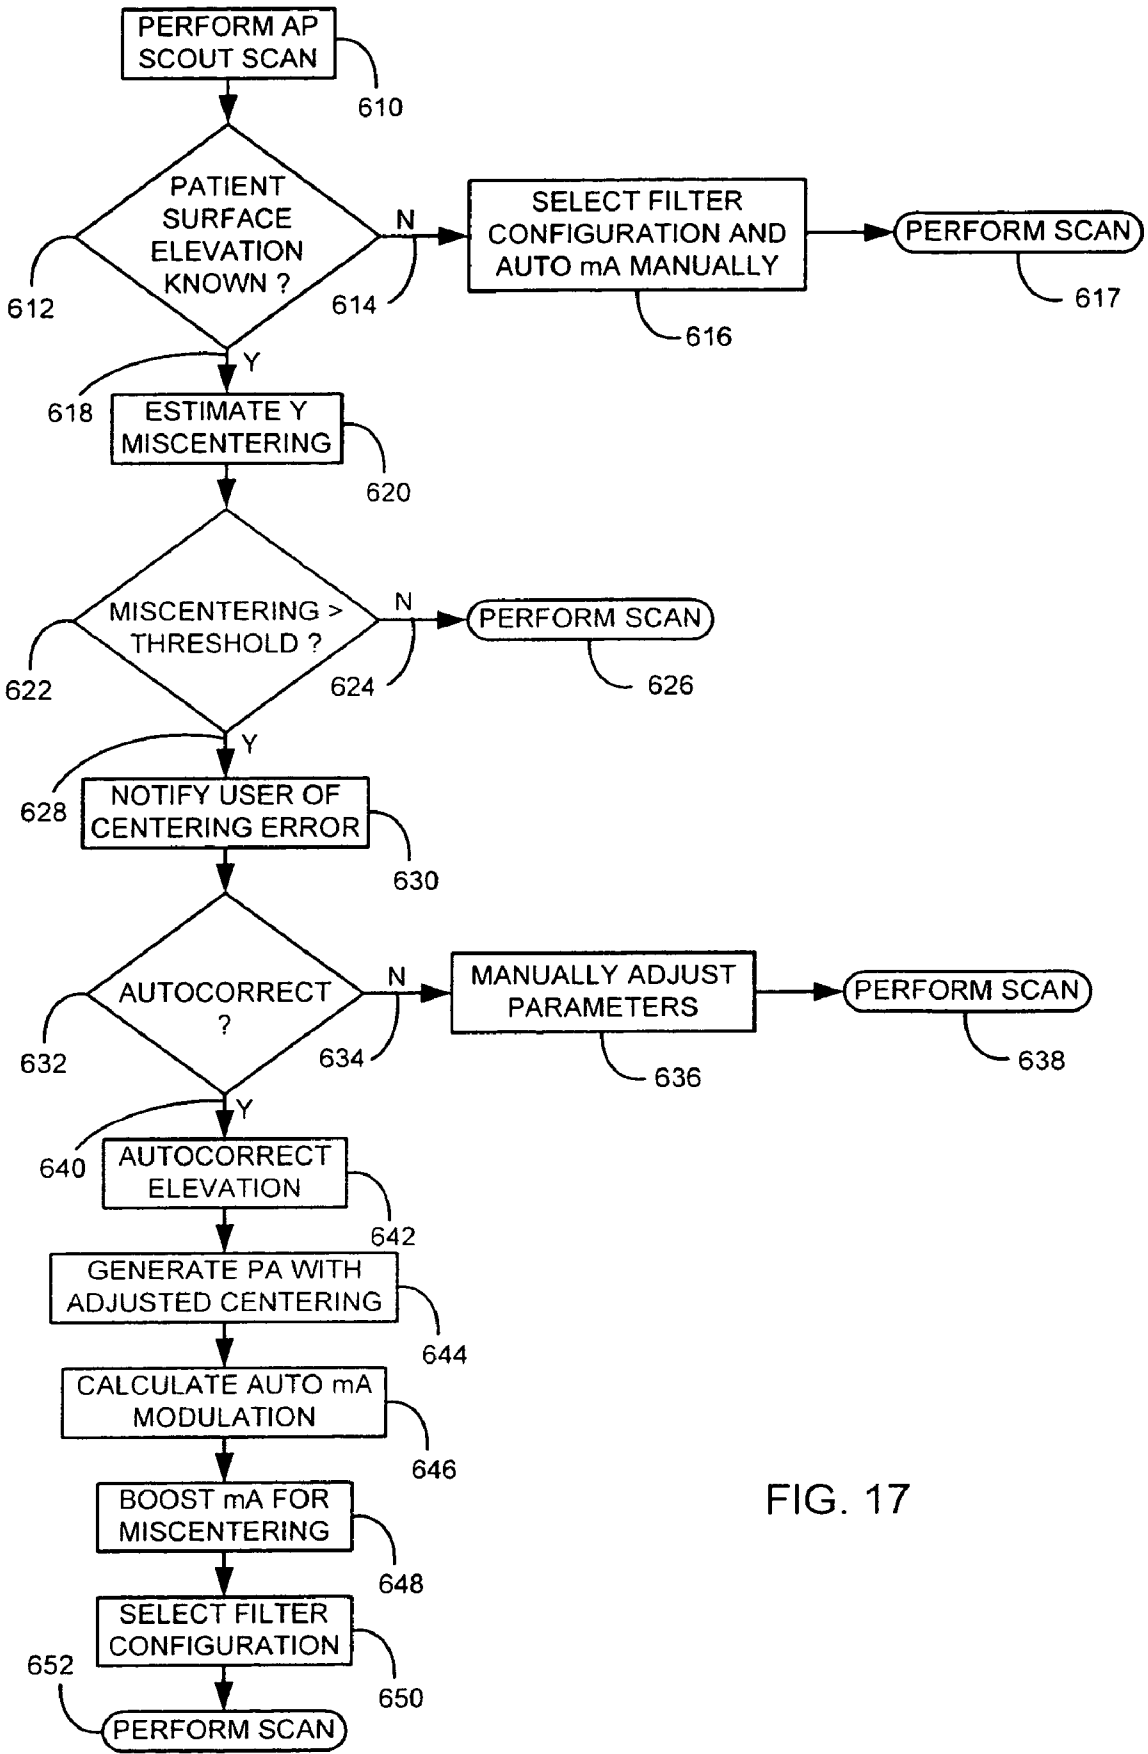 PERFORM AP
SCOUT SCAN
610
PATIENT
SURFACE
ELEVATION
KNOWN ?
612
N
614
SELECT FILTER
CONFIGURATION AND
AUTO mA MANUALLY
616
PERFORM SCAN
617
Y
618
ESTIMATE Y
MISCENTERING
620
MISCENTERING >
THRESHOLD ?
622
N
624
PERFORM SCAN
626
Y
628
NOTIFY USER OF
CENTERING ERROR
630
AUTOCORRECT
?
632
N
634
MANUALLY ADJUST
PARAMETERS
636
PERFORM SCAN
638
Y
640
AUTOCORRECT
ELEVATION
642
GENERATE PA WITH
ADJUSTED CENTERING
644
CALCULATE AUTO mA
MODULATION
646
BOOST mA FOR
MISCENTERING
648
SELECT FILTER
CONFIGURATION
650
652
PERFORM SCAN
FIG. 17